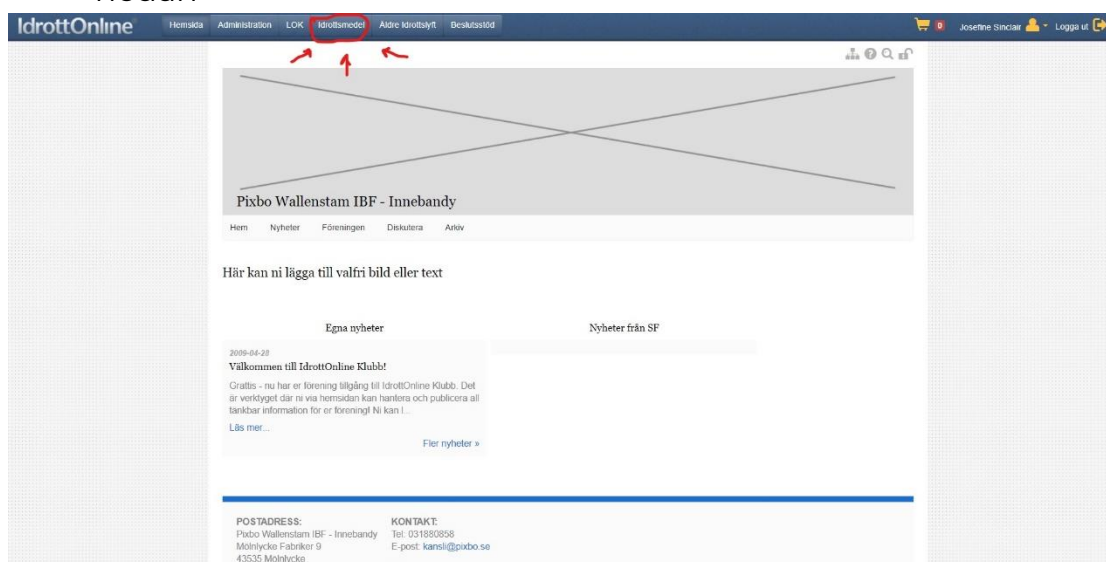 nedan
IdrottOnline Hemsida Administration LOK Idrottsmedel Äldre Idrottslyft Beslutsstöd 0 Josefine Sinclair Logga ut
Pixbo Wallenstam IBF - Innebandy
Hem Nyheter Föreningen Diskutera Arkiv
Här kan ni lägga till valfri bild eller text
Egna nyheter Nyheter från SF
2009-04-28
Välkommen till IdrottOnline Klubb!
Grattis - nu har er förening tillgång till IdrottOnline Klubb. Det
är verktyget där ni via hemsidan kan hantera och publicera all
tänkbar information för er förening! Ni kan l...
Läs mer...
Fler nyheter »
POSTADRESS: KONTAKT:
Pixbo Wallenstam IBF - Innebandy Tel: 031880858
Mölnlycke Fabriker 9 E-post: kansli@pixbo.se
43535 Mölnlycke